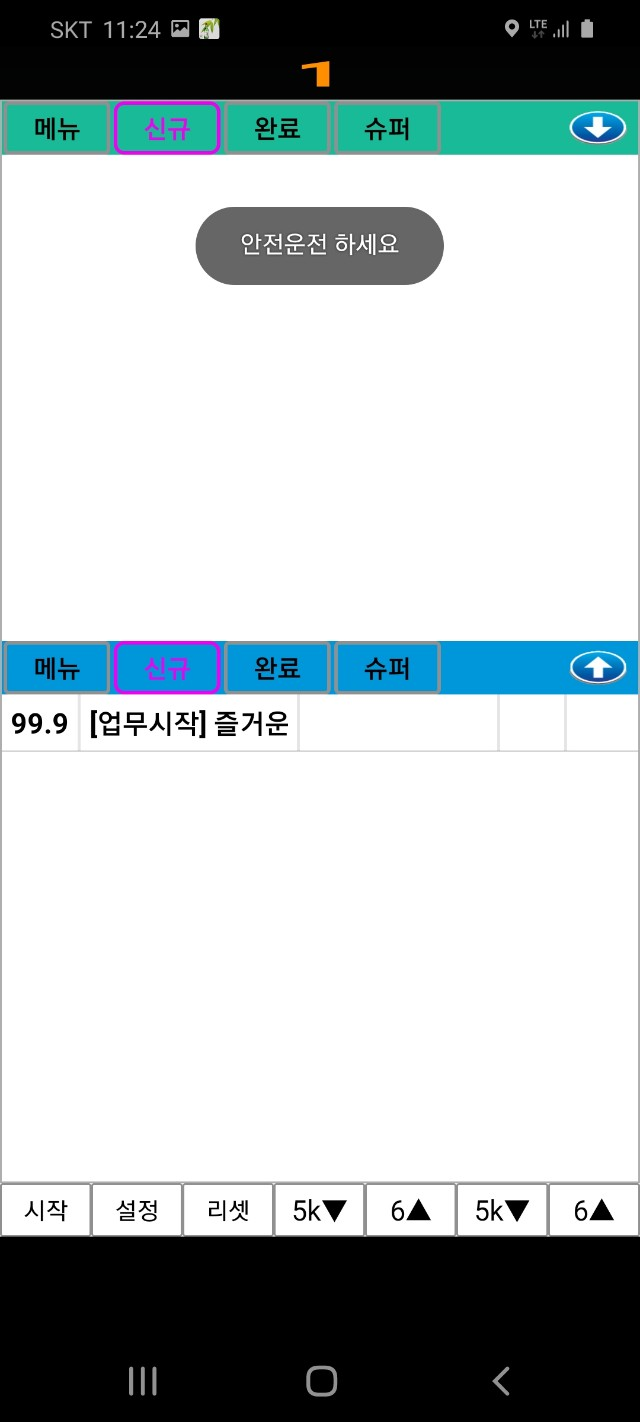 SKT 11:24 LTE
메뉴 신규 완료 슈퍼
안전운전 하세요
메뉴 신규 완료 슈퍼
99.9 [업무시작] 즐거운
시작 설정 리셋 5k▼ 6▲ 5k▼ 6▲